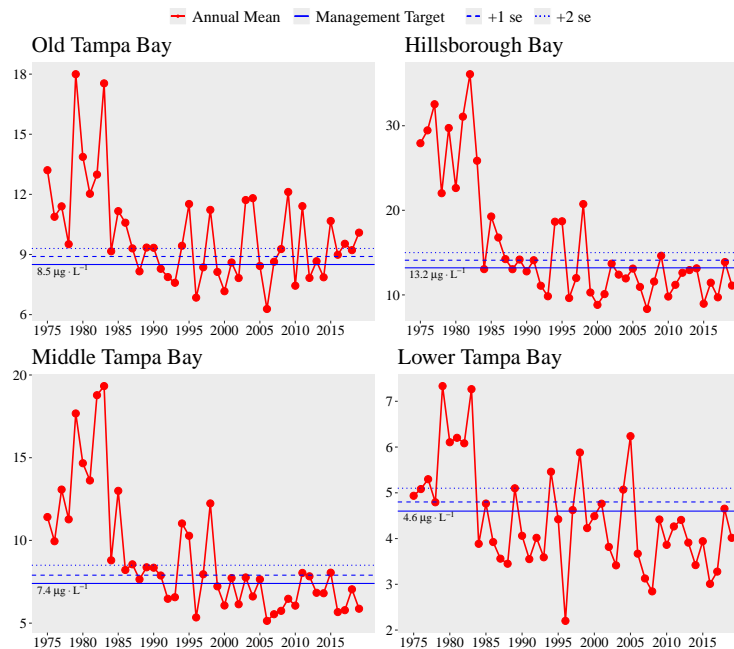 Annual Mean Management Target +1 se +2 se
Old Tampa Bay
18
15
12
9
6
8.5 μg · L⁻¹
1975 1980 1985 1990 1995 2000 2005 2010 2015
Hillsborough Bay
30
20
10
13.2 μg · L⁻¹
1975 1980 1985 1990 1995 2000 2005 2010 2015
Middle Tampa Bay
20
15
10
5
7.4 μg · L⁻¹
1975 1980 1985 1990 1995 2000 2005 2010 2015
Lower Tampa Bay
7
6
5
4
3
2
4.6 μg · L⁻¹
1975 1980 1985 1990 1995 2000 2005 2010 2015